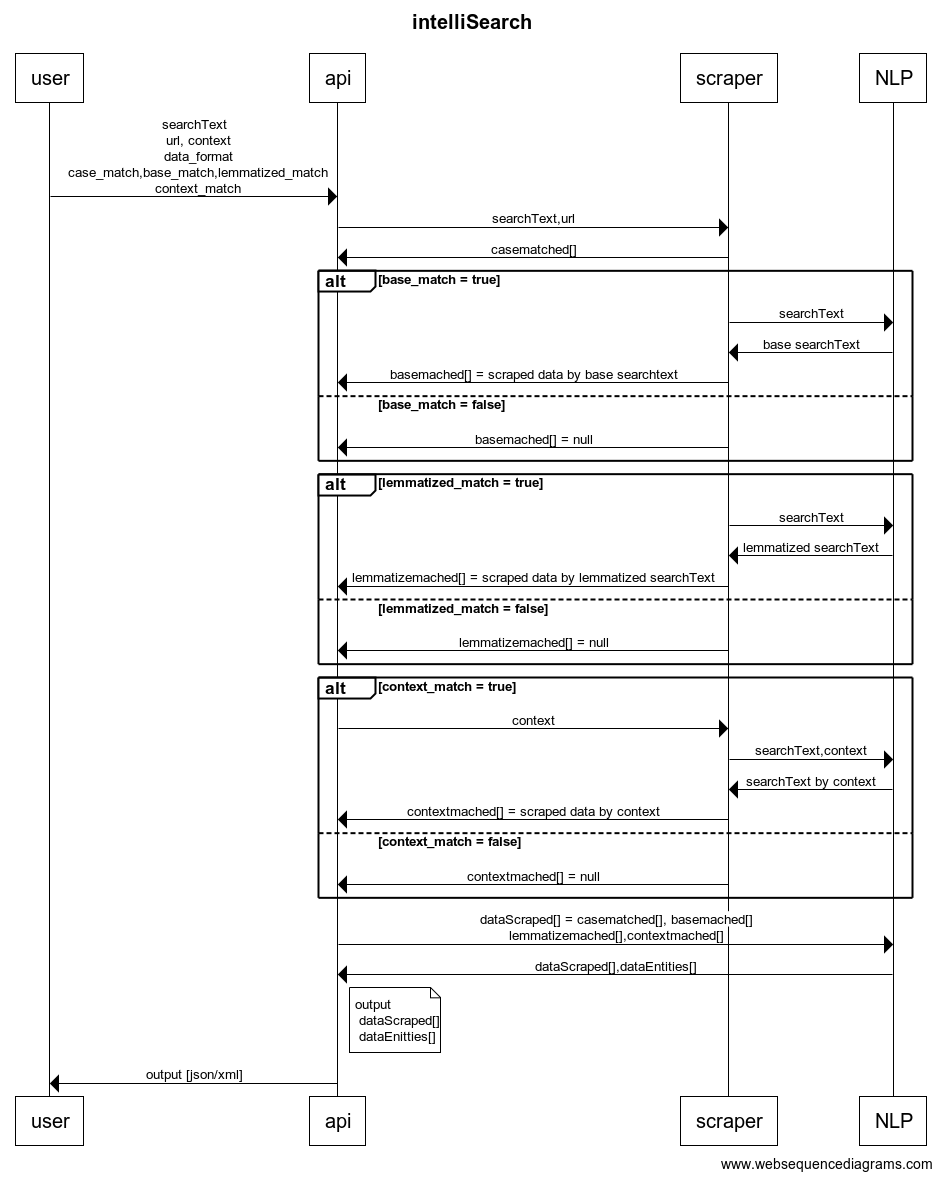 intelliSearch
user
api
scraper
NLP
searchText
url, context
data_format
case_match,base_match,lemmatized_match
context_match
searchText,url
casematched[]
alt
[base_match = true]
searchText
base searchText
basemached[] = scraped data by base searchtext
[base_match = false]
basemached[] = null
alt
[lemmatized_match = true]
searchText
lemmatized searchText
lemmatizemached[] = scraped data by lemmatized searchText
[lemmatized_match = false]
lemmatizemached[] = null
alt
[context_match = true]
context
searchText,context
searchText by context
contextmached[] = scraped data by context
[context_match = false]
contextmached[] = null
dataScraped[] = casematched[], basemached[]
lemmatizemached[],contextmached[]
dataScraped[],dataEntities[]
output
dataScraped[]
dataEnitties[]
output [json/xml]
user
api
scraper
NLP
www.websequencediagrams.com